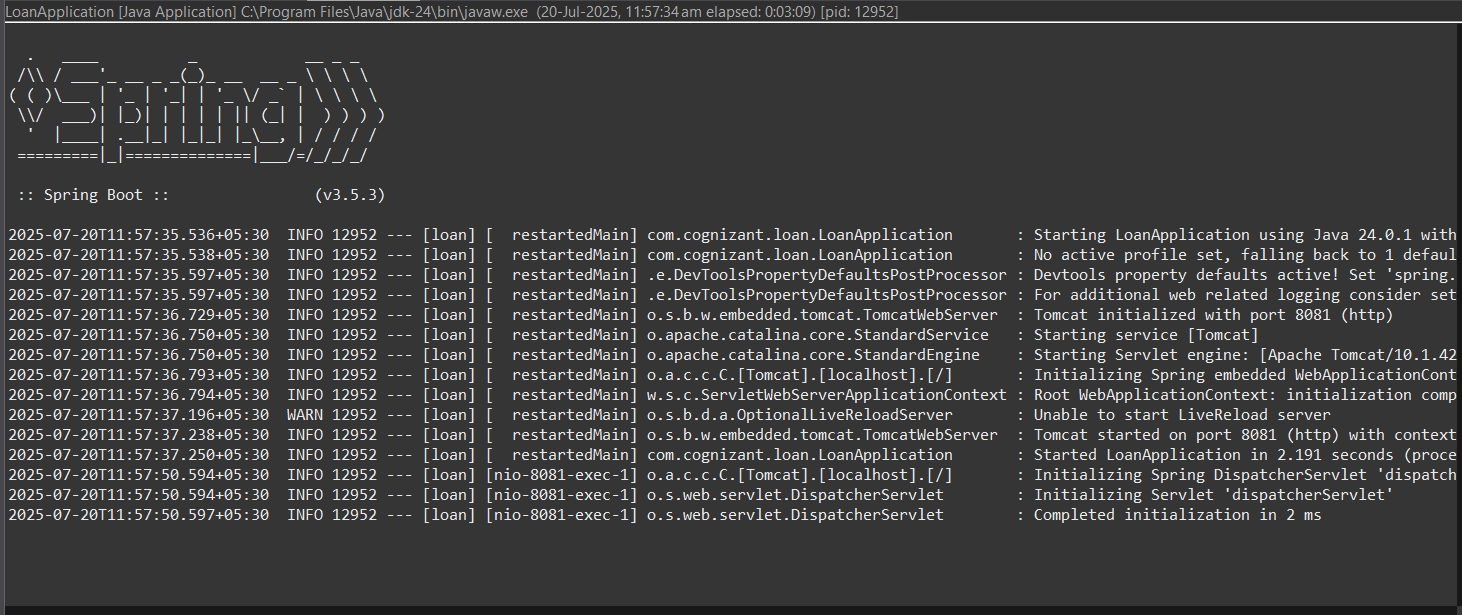 LoanApplication [Java Application] C:\Program Files\Java\jdk-24\bin\javaw.exe (20-Jul-2025, 11:57:34 am elapsed: 0:03:09) [pid: 12952]
  .   ____          _            __ _ _
 /\\ / ___'_ __ _ _(_)_ __  __ _ \ \ \ \
( ( )\___ | '_ | '_| | '_ \/ _` | \ \ \ \
 \\/  ___)| |_)| | | | | || (_| |  ) ) ) )
  '  |____| .__|_| |_|_| |_\__, | / / / /
 =========|_|==============|___/=/_/_/_/
 :: Spring Boot ::                (v3.5.3)
2025-07-20T11:57:35.536+05:30  INFO 12952 --- [loan] [  restartedMain] com.cognizant.loan.LoanApplication       : Starting LoanApplication using Java 24.0.1 with
2025-07-20T11:57:35.538+05:30  INFO 12952 --- [loan] [  restartedMain] com.cognizant.loan.LoanApplication       : No active profile set, falling back to 1 defaul
2025-07-20T11:57:35.597+05:30  INFO 12952 --- [loan] [  restartedMain] .e.DevToolsPropertyDefaultsPostProcessor : Devtools property defaults active! Set 'spring.
2025-07-20T11:57:35.597+05:30  INFO 12952 --- [loan] [  restartedMain] .e.DevToolsPropertyDefaultsPostProcessor : For additional web related logging consider set
2025-07-20T11:57:36.729+05:30  INFO 12952 --- [loan] [  restartedMain] o.s.b.w.embedded.tomcat.TomcatWebServer  : Tomcat initialized with port 8081 (http)
2025-07-20T11:57:36.750+05:30  INFO 12952 --- [loan] [  restartedMain] o.apache.catalina.core.StandardService   : Starting service [Tomcat]
2025-07-20T11:57:36.750+05:30  INFO 12952 --- [loan] [  restartedMain] o.apache.catalina.core.StandardEngine    : Starting Servlet engine: [Apache Tomcat/10.1.42
2025-07-20T11:57:36.793+05:30  INFO 12952 --- [loan] [  restartedMain] o.a.c.c.C.[Tomcat].[localhost].[/]       : Initializing Spring embedded WebApplicationCont
2025-07-20T11:57:36.794+05:30  INFO 12952 --- [loan] [  restartedMain] w.s.c.ServletWebServerApplicationContext : Root WebApplicationContext: initialization comp
2025-07-20T11:57:37.196+05:30  WARN 12952 --- [loan] [  restartedMain] o.s.b.d.a.OptionalLiveReloadServer       : Unable to start LiveReload server
2025-07-20T11:57:37.238+05:30  INFO 12952 --- [loan] [  restartedMain] o.s.b.w.embedded.tomcat.TomcatWebServer  : Tomcat started on port 8081 (http) with context
2025-07-20T11:57:37.250+05:30  INFO 12952 --- [loan] [  restartedMain] com.cognizant.loan.LoanApplication       : Started LoanApplication in 2.191 seconds (proce
2025-07-20T11:57:50.594+05:30  INFO 12952 --- [loan] [nio-8081-exec-1] o.a.c.c.C.[Tomcat].[localhost].[/]       : Initializing Spring DispatcherServlet 'dispatch
2025-07-20T11:57:50.594+05:30  INFO 12952 --- [loan] [nio-8081-exec-1] o.s.web.servlet.DispatcherServlet        : Initializing Servlet 'dispatcherServlet'
2025-07-20T11:57:50.597+05:30  INFO 12952 --- [loan] [nio-8081-exec-1] o.s.web.servlet.DispatcherServlet        : Completed initialization in 2 ms